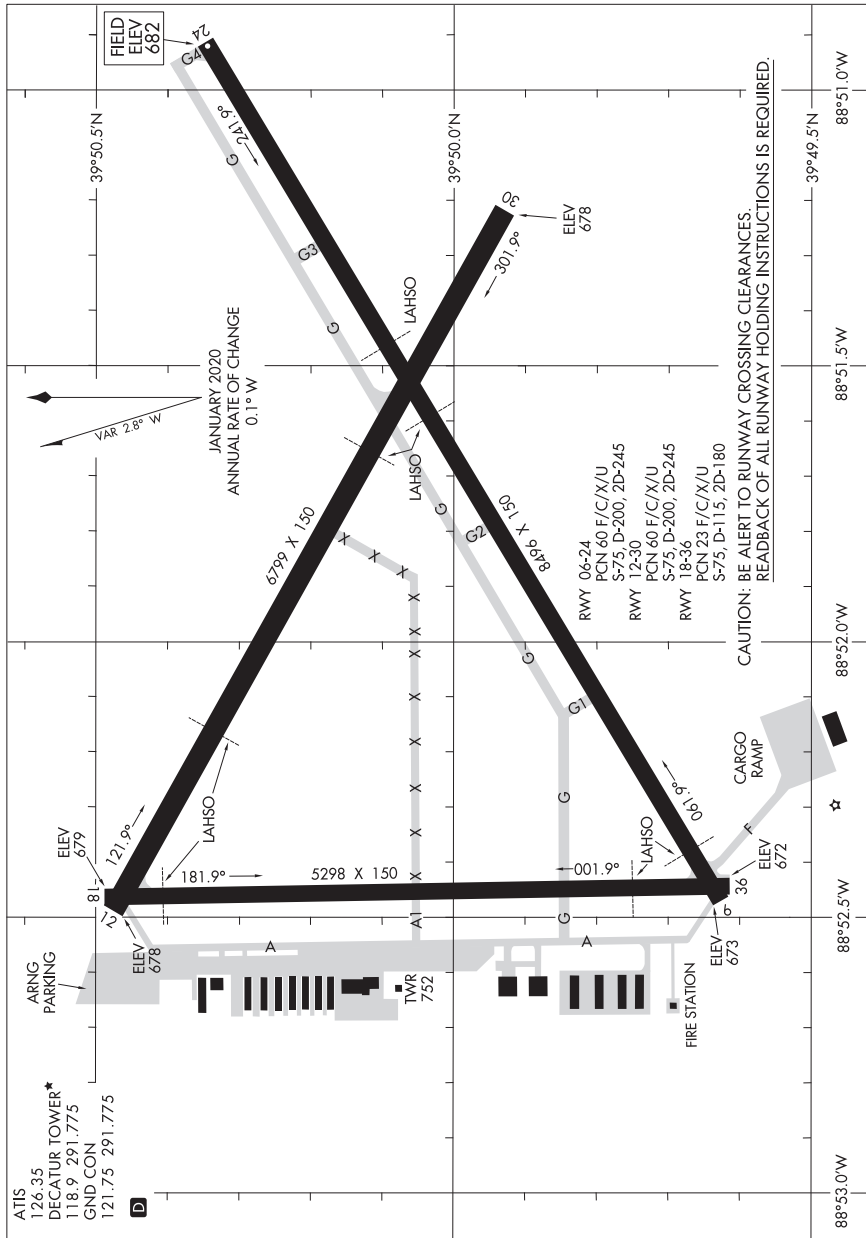 ATIS
126.35
DECATUR TOWER★
118.9 291.775
GND CON
121.75 291.775
D
ARNG
PARKING
ELEV
678
ELEV
679
12
18
121.9°
181.9°
LAHSO
5298 X 150
6799 X 150
A
A1
X X X X X X X X X X
TWR
752
JANUARY 2020
ANNUAL RATE OF CHANGE
0.1° W
VAR 2.8° W
FIELD
ELEV
682
24
G4
241.9°
G
G3
G
LAHSO
LAHSO
301.9°
30
ELEV
678
G
G2
8496 X 150
G
G1
G
G
A
001.9°
LAHSO
061.9°
6
36
ELEV
673
ELEV
672
FIRE STATION
F
CARGO
RAMP
RWY 06-24
PCN 60 F/C/X/U
S-75, D-200, 2D-245
RWY 12-30
PCN 60 F/C/X/U
S-75, D-200, 2D-245
RWY 18-36
PCN 23 F/C/X/U
S-75, D-115, 2D-180
CAUTION: BE ALERT TO RUNWAY CROSSING CLEARANCES.
READBACK OF ALL RUNWAY HOLDING INSTRUCTIONS IS REQUIRED.
39°50.5'N
39°50.0'N
39°49.5'N
88°53.0'W
88°52.5'W
88°52.0'W
88°51.5'W
88°51.0'W